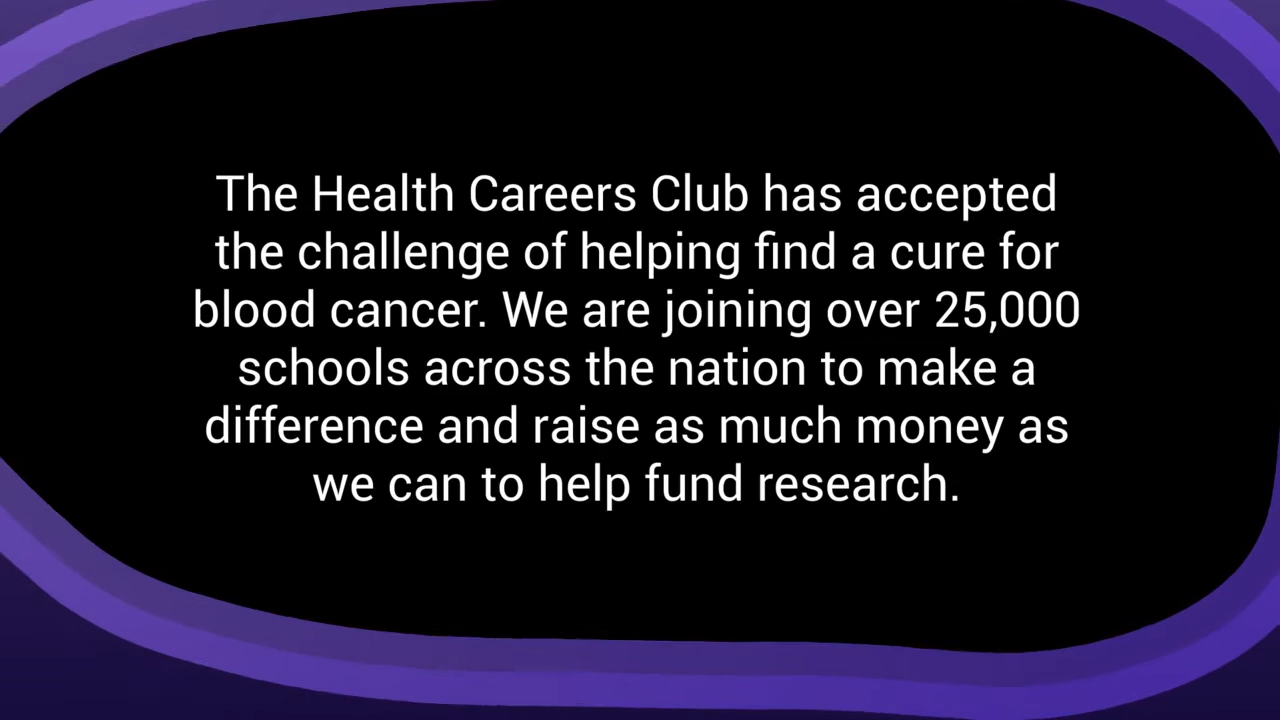 The Health Careers Club has accepted
the challenge of helping find a cure for
blood cancer. We are joining over 25,000
schools across the nation to make a
difference and raise as much money as
we can to help fund research.